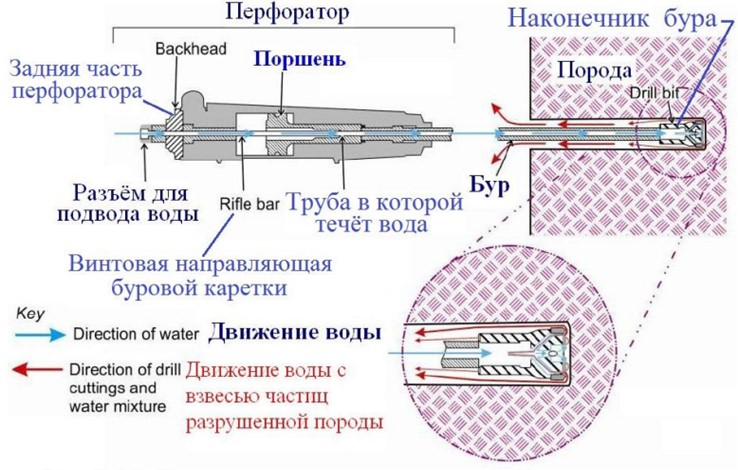 Перфоратор
Наконечник бура
Backhead
Поршень
Задняя часть
перфоратора
Порода
Drill bit
Разъём для
подвода воды
Rifle bar
Труба в которой
течёт вода
Бур
Винтовая направляющая
буровой каретки
Key
Direction of water
Движение воды
Direction of drill
cuttings and
water mixture
Движение воды с
взвесью частиц
разрушенной породы